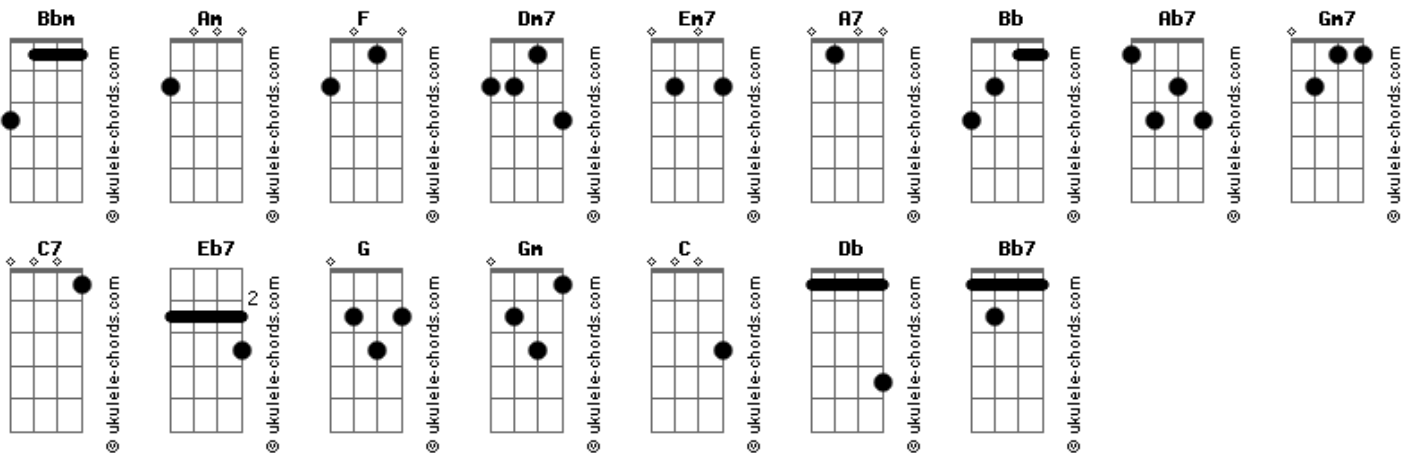 Bbm Am F Dm7 Em7 A7 Bb Ab7 Gm7
© ukulele-chords.com © ukulele-chords.com © ukulele-chords.com © ukulele-chords.com © ukulele-chords.com © ukulele-chords.com © ukulele-chords.com © ukulele-chords.com © ukulele-chords.com
C7 Eb7 G Gm C Db Bb7
2
© ukulele-chords.com © ukulele-chords.com © ukulele-chords.com © ukulele-chords.com © ukulele-chords.com © ukulele-chords.com © ukulele-chords.com